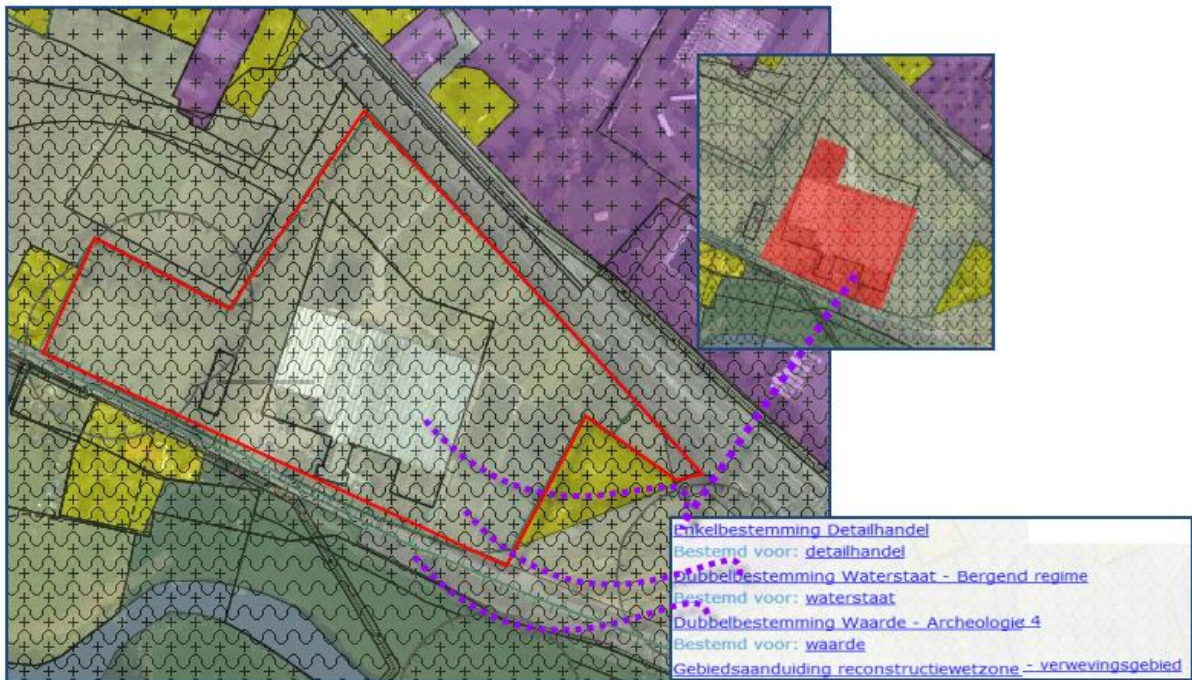 Enkelbestemming Detailhandel
Bestemd voor: detailhandel
Dubbelbestemming Waterstaat - Bergend regime
Bestemd voor: waterstaat
Dubbelbestemming Waarde - Archeologie 4
Bestemd voor: waarde
Gebiedsaanduiding reconstructiewetzone - verwevingsgebied